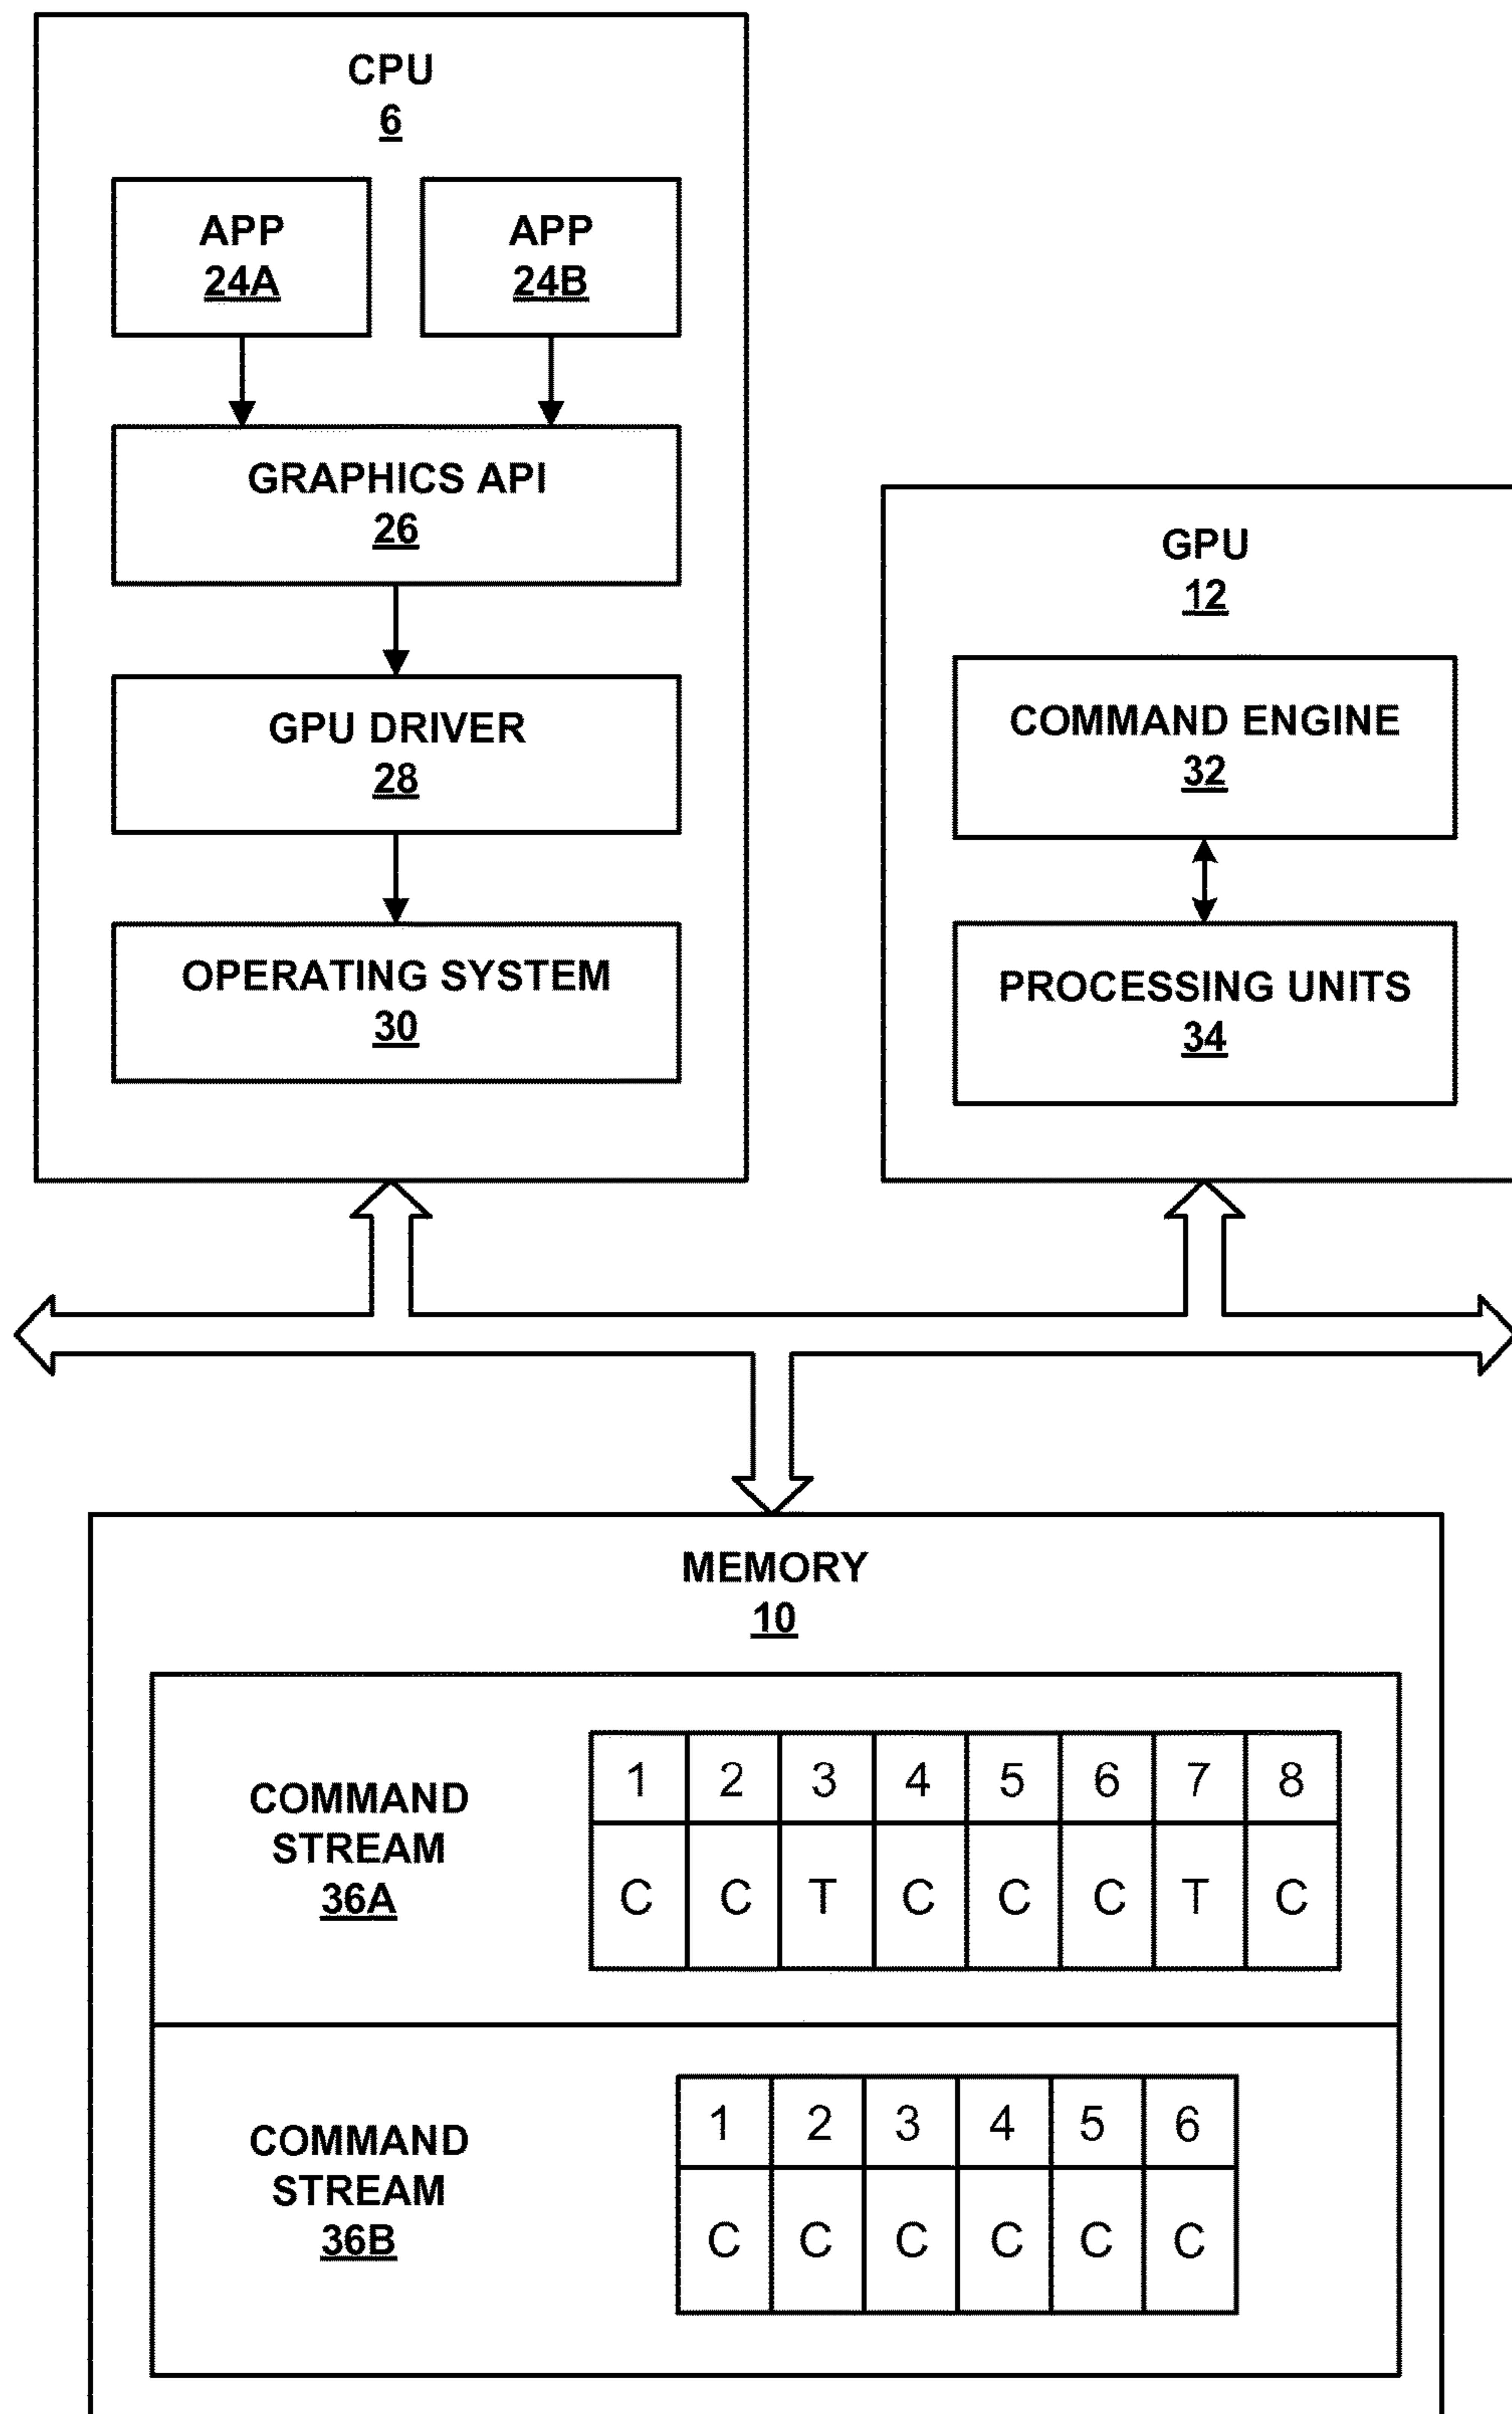 CPU
6
APP
24A
APP
24B
GRAPHICS API
26
GPU DRIVER
28
OPERATING SYSTEM
30
GPU
12
COMMAND ENGINE
32
PROCESSING UNITS
34
MEMORY
10
COMMAND
STREAM
36A
1 2 3 4 5 6 7 8
C C T C C C T C
COMMAND
STREAM
36B
1 2 3 4 5 6
C C C C C C